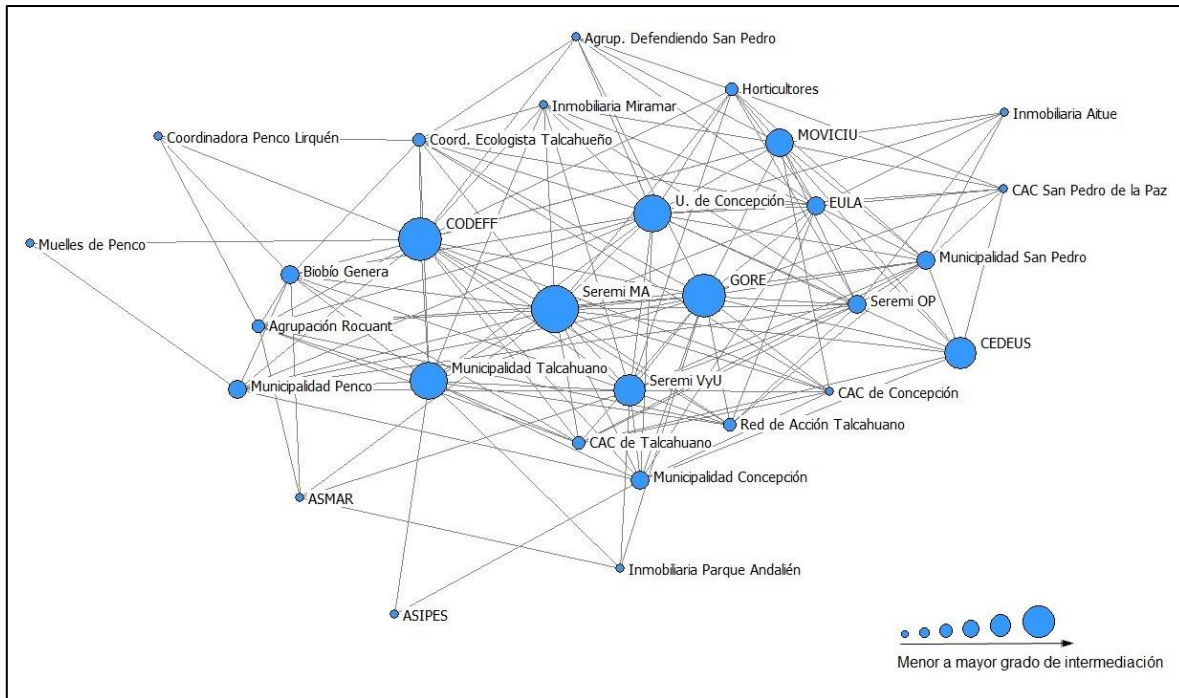 Agrup. Defendiendo San Pedro
Horticultores
Inmobiliaria Miramar
Inmobiliaria Aitue
Coordinadora Penco Lirquén
Coord. Ecologista Talcahueño
MOVICIU
CAC San Pedro de la Paz
U. de Concepción
EULA
CODEFF
Muelles de Penco
Municipalidad San Pedro
Biobío Genera
Seremi MA
GORE
Seremi OP
Agrupación Rocuant
CEDEUS
Municipalidad Talcahuano
Municipalidad Penco
Seremi VyU
CAC de Concepción
Red de Acción Talcahuano
CAC de Talcahuano
Municipalidad Concepción
ASMAR
Inmobiliaria Parque Andalién
ASIPES
Menor a mayor grado de intermediación